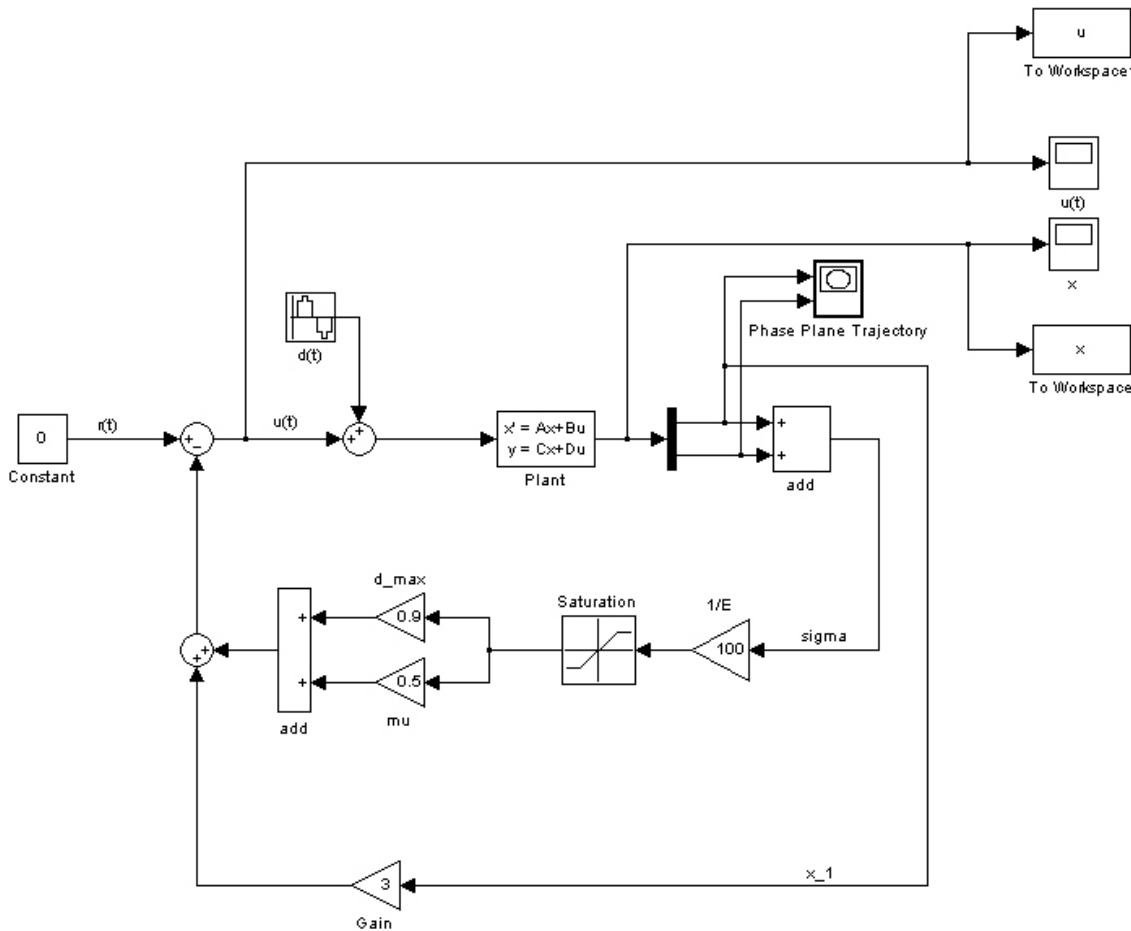 u
To Workspace1
u(t)
x
Phase Plane Trajectory
d(t)
x
To Workspace
0
r(t)
+
−
u(t)
+
+
x' = Ax+Bu
y = Cx+Du
+
+
Constant
Plant
add
d_max
Saturation
1/E
+
0.9
sigma
+
+
100
+
0.5
add
mu
x_1
3
Gain